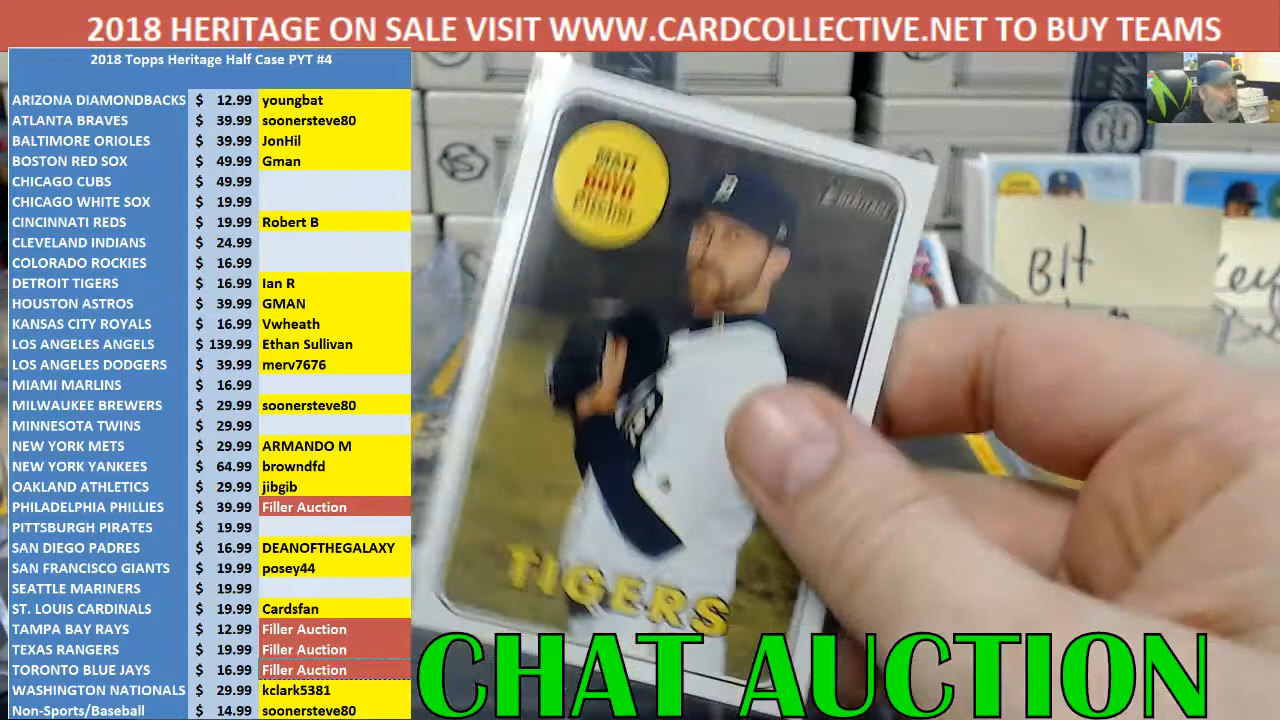 2018 HERITAGE ON SALE VISIT WWW.CARDCOLLECTIVE.NET TO BUY TEAMS
2018 Topps Heritage Half Case PYT #4
ARIZONA DIAMONDBACKS $ 12.99 youngbat
ATLANTA BRAVES $ 39.99 soonersteve80
BALTIMORE ORIOLES $ 39.99 JonHil
BOSTON RED SOX $ 49.99 Gman
CHICAGO CUBS $ 49.99
CHICAGO WHITE SOX $ 19.99
CINCINNATI REDS $ 19.99 Robert B
CLEVELAND INDIANS $ 24.99
COLORADO ROCKIES $ 16.99
DETROIT TIGERS $ 16.99 Ian R
HOUSTON ASTROS $ 39.99 GMAN
KANSAS CITY ROYALS $ 16.99 Vwheath
LOS ANGELES ANGELS $ 139.99 Ethan Sullivan
LOS ANGELES DODGERS $ 39.99 merv7676
MIAMI MARLINS $ 16.99
MILWAUKEE BREWERS $ 29.99 soonersteve80
MINNESOTA TWINS $ 29.99
NEW YORK METS $ 29.99 ARMANDO M
NEW YORK YANKEES $ 64.99 browndfd
OAKLAND ATHLETICS $ 29.99 jibgib
PHILADELPHIA PHILLIES $ 39.99 Filler Auction
PITTSBURGH PIRATES $ 19.99
SAN DIEGO PADRES $ 16.99 DEANOFTHEGALAXY
SAN FRANCISCO GIANTS $ 19.99 posey44
SEATTLE MARINERS $ 19.99
ST. LOUIS CARDINALS $ 19.99 Cardsfan
TAMPA BAY RAYS $ 12.99 Filler Auction
TEXAS RANGERS $ 19.99 Filler Auction
TORONTO BLUE JAYS $ 16.99 Filler Auction
WASHINGTON NATIONALS $ 29.99 kclark5381
Non-Sports/Baseball $ 14.99 soonersteve80
MATT
BOYD
PITCHER
Heritage
TIGERS
CHAT AUCTION